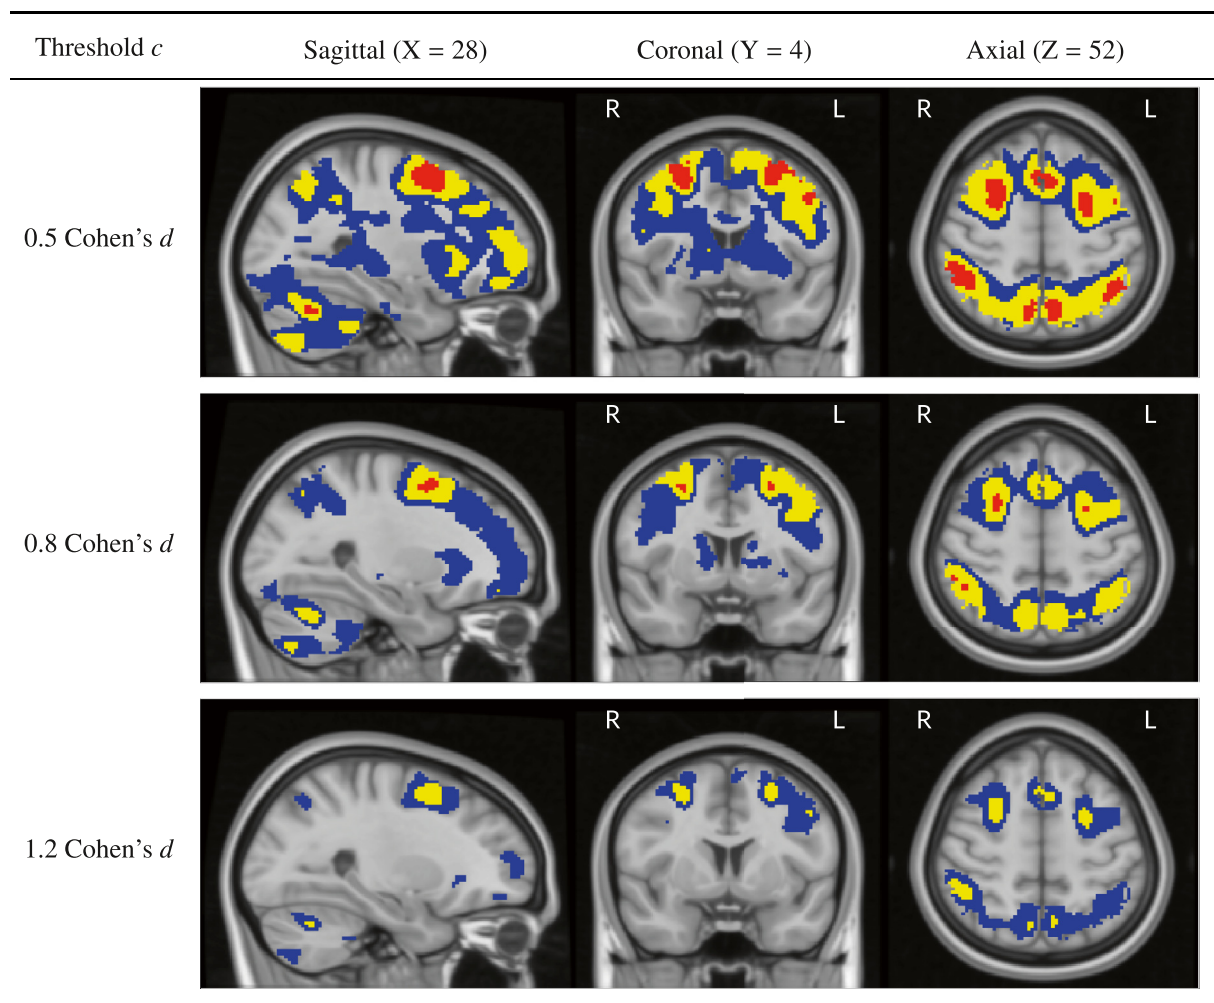 Threshold c Sagittal (X = 28) Coronal (Y = 4) Axial (Z = 52)
R L R L
0.5 Cohen's d
R L R L
0.8 Cohen's d
R L R L
1.2 Cohen's d